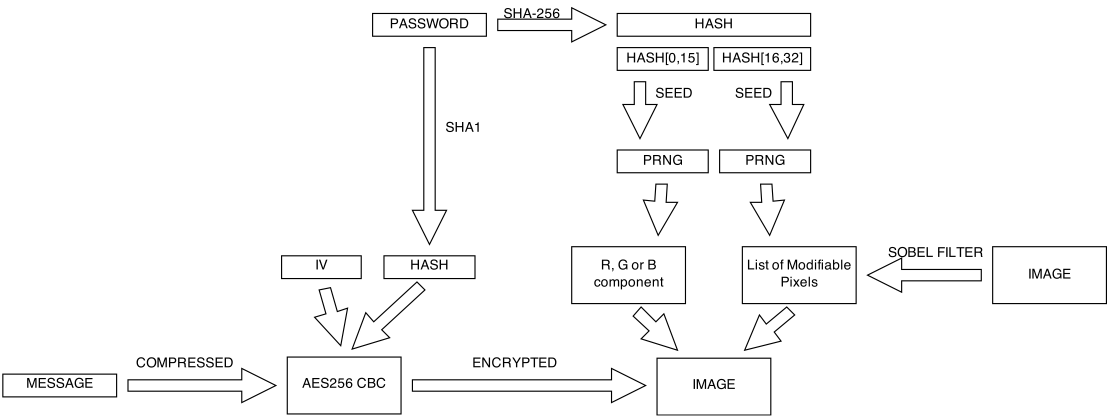 PASSWORD
SHA-256
HASH
HASH[0,15]
HASH[16,32]
SEED
SEED
SHA1
PRNG
PRNG
IV
HASH
R, G or B
component
List of Modifiable
Pixels
SOBEL FILTER
IMAGE
MESSAGE
COMPRESSED
AES256 CBC
ENCRYPTED
IMAGE